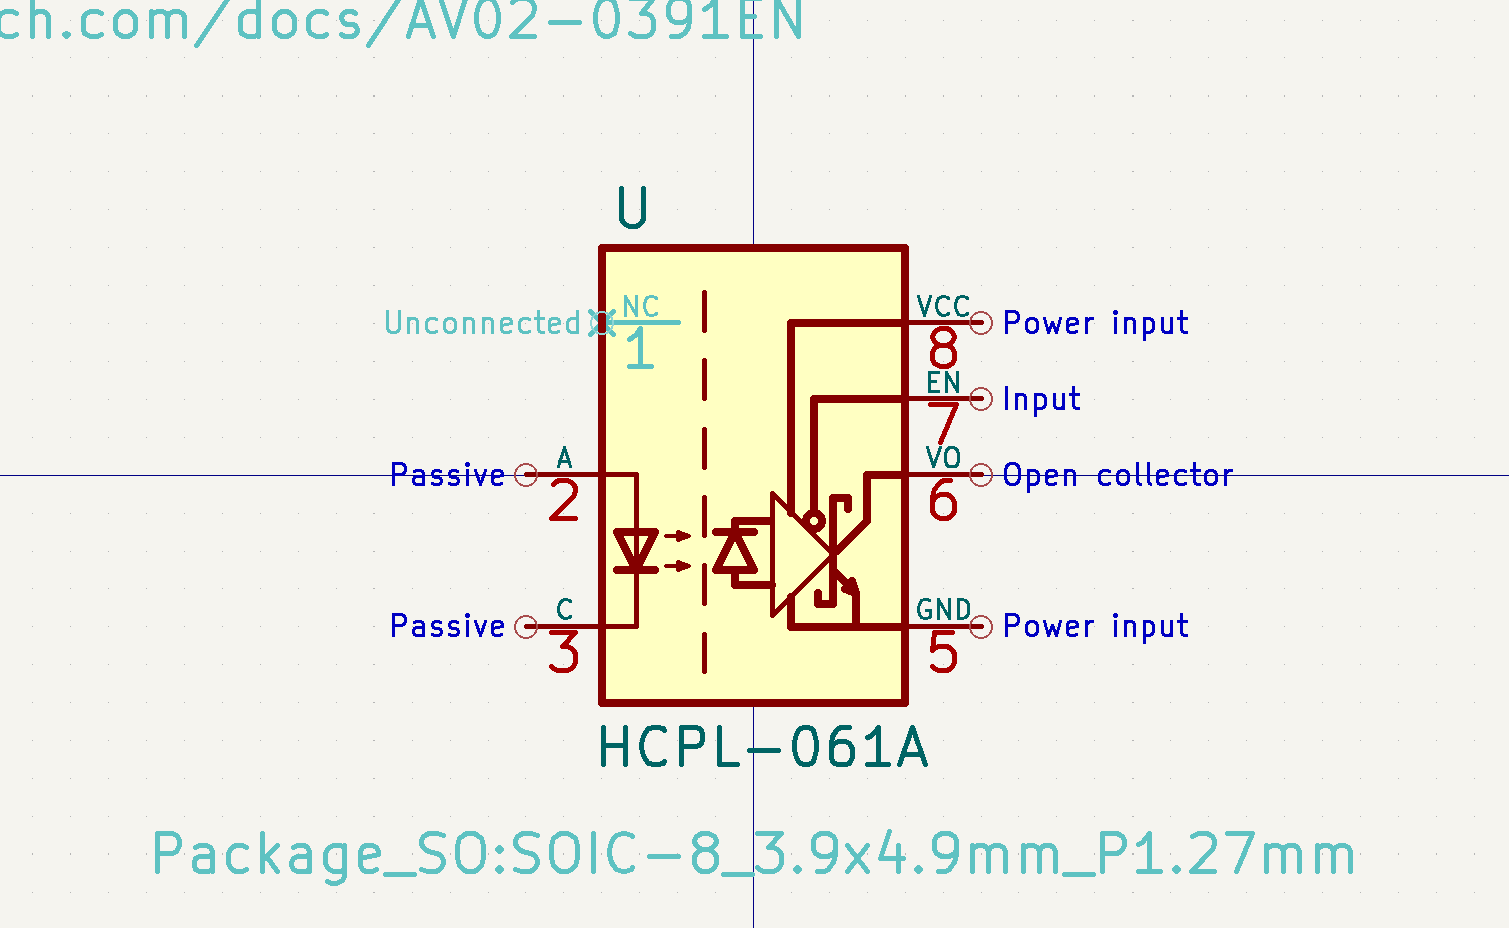 ch.com/docs/AV02-0391EN
U
Unconnected NC 1 VCC 8 Power input
EN 7 Input
Passive A 2 VO 6 Open collector
Passive C 3 GND 5 Power input
HCPL-061A
Package_SO:SOIC-8_3.9x4.9mm_P1.27mm